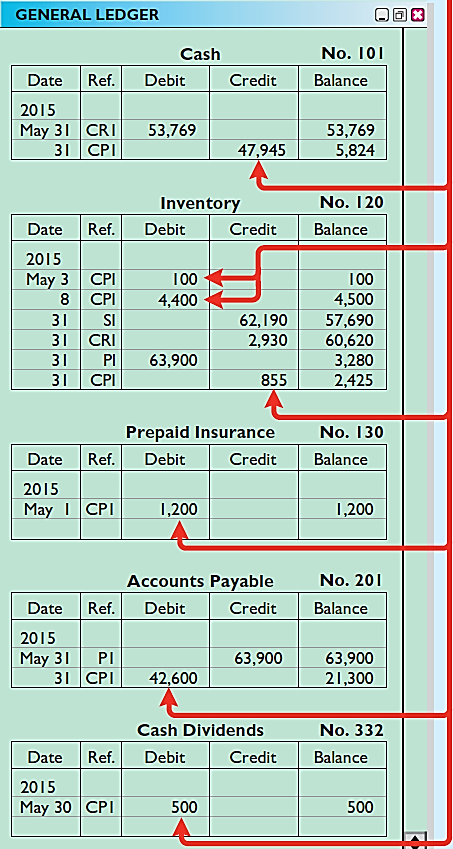 GENERAL LEDGER
Cash No. 101
Date Ref. Debit Credit Balance
2015
May 31 CR1 53,769 53,769
31 CP1 47,945 5,824
Inventory No. 120
Date Ref. Debit Credit Balance
2015
May 3 CP1 100 100
8 CP1 4,400 4,500
31 S1 62,190 57,690
31 CR1 2,930 60,620
31 P1 63,900 3,280
31 CP1 855 2,425
Prepaid Insurance No. 130
Date Ref. Debit Credit Balance
2015
May 1 CP1 1,200 1,200
Accounts Payable No. 201
Date Ref. Debit Credit Balance
2015
May 31 P1 63,900 63,900
31 CP1 42,600 21,300
Cash Dividends No. 332
Date Ref. Debit Credit Balance
2015
May 30 CP1 500 500